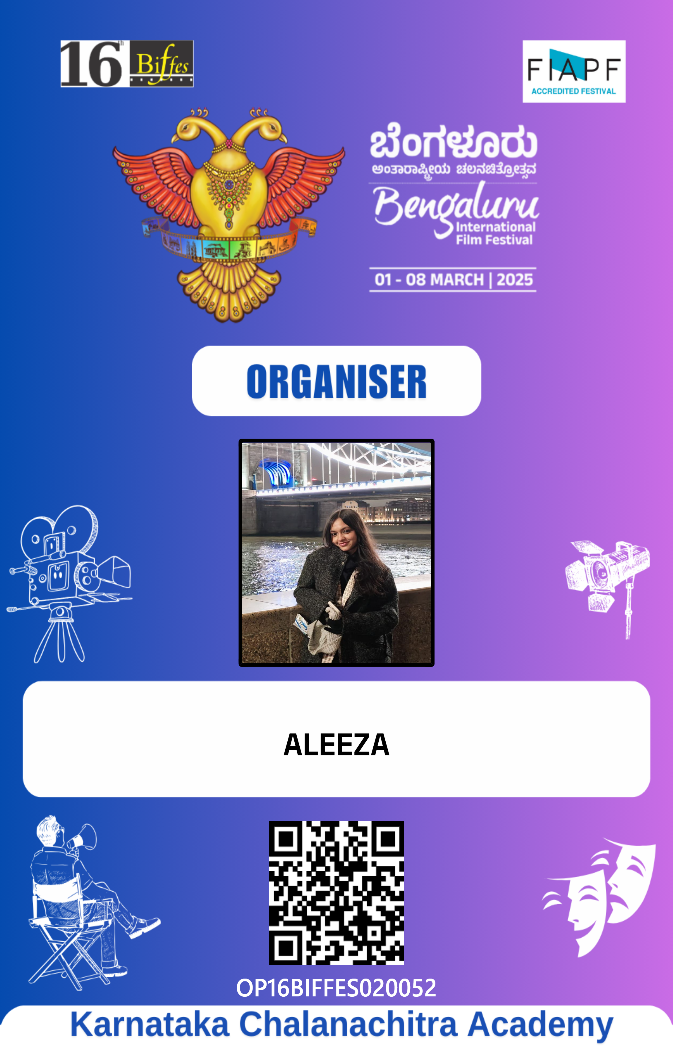 16th Biffes
FIAPF
ACCREDITED FESTIVAL
ಬೆಂಗಳೂರು
ಅಂತಾರಾಷ್ಟ್ರೀಯ ಚಲನಚಿತ್ರೋತ್ಸವ
Bengaluru
International
Film Festival
01 - 08 MARCH | 2025
ORGANISER
ALEEZA
OP16BIFFES020052
Karnataka Chalanachitra Academy